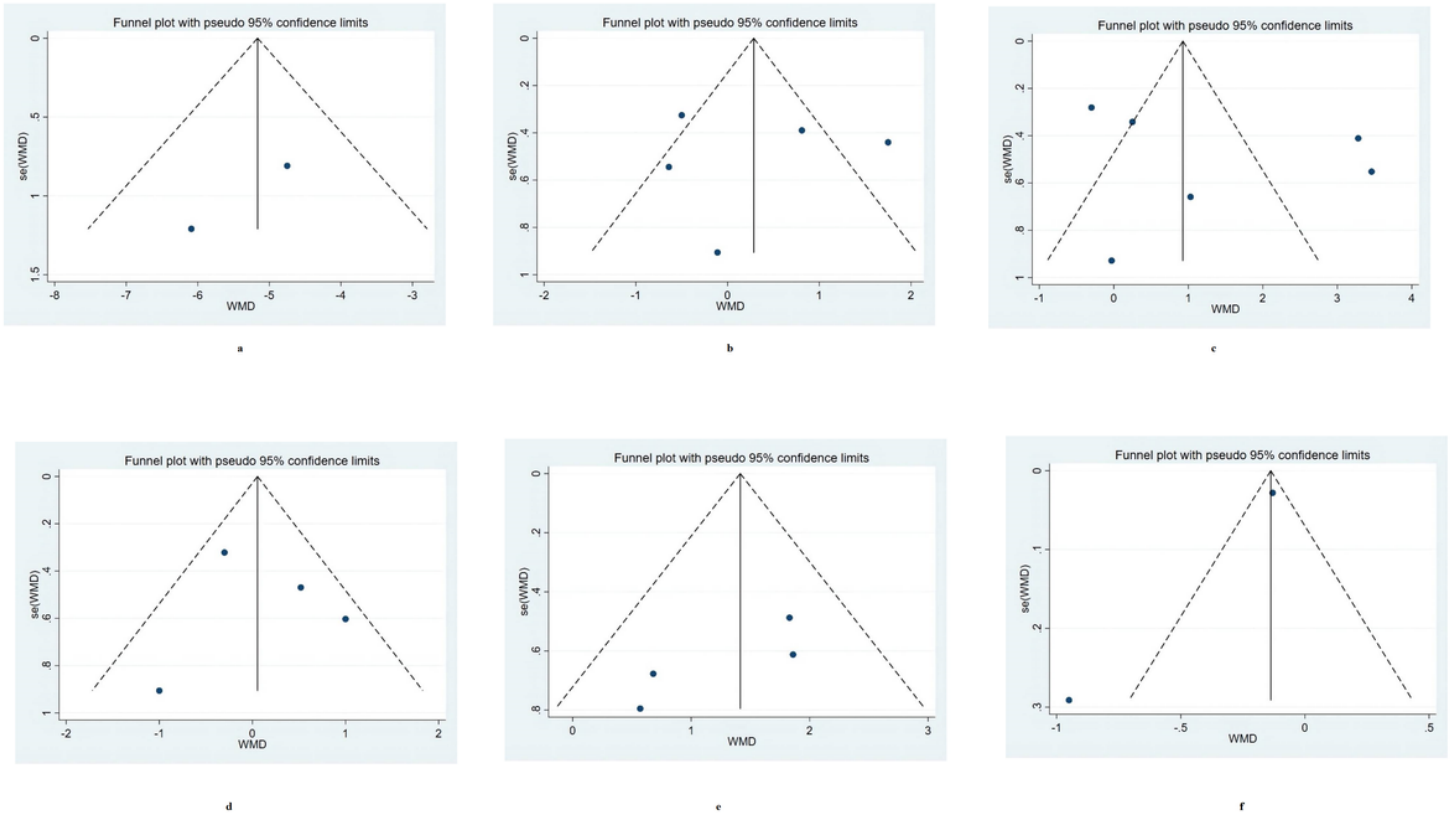 Funnel plot with pseudo 95% confidence limits
se(WMD)
0
.5
1
1.5
-8 -7 -6 -5 -4 -3
WMD
a
Funnel plot with pseudo 95% confidence limits
se(WMD)
0
.2
.4
.6
.8
1
-2 -1 0 1 2
WMD
b
Funnel plot with pseudo 95% confidence limits
se(WMD)
0
.2
.4
.6
.8
1
-1 0 1 2 3 4
WMD
c
Funnel plot with pseudo 95% confidence limits
se(WMD)
0
.2
.4
.6
.8
1
-2 -1 0 1 2
WMD
d
Funnel plot with pseudo 95% confidence limits
se(WMD)
0
.2
.4
.6
.8
0 1 2 3
WMD
e
Funnel plot with pseudo 95% confidence limits
se(WMD)
0
.1
.2
.3
-1 -.5 0 .5
WMD
f